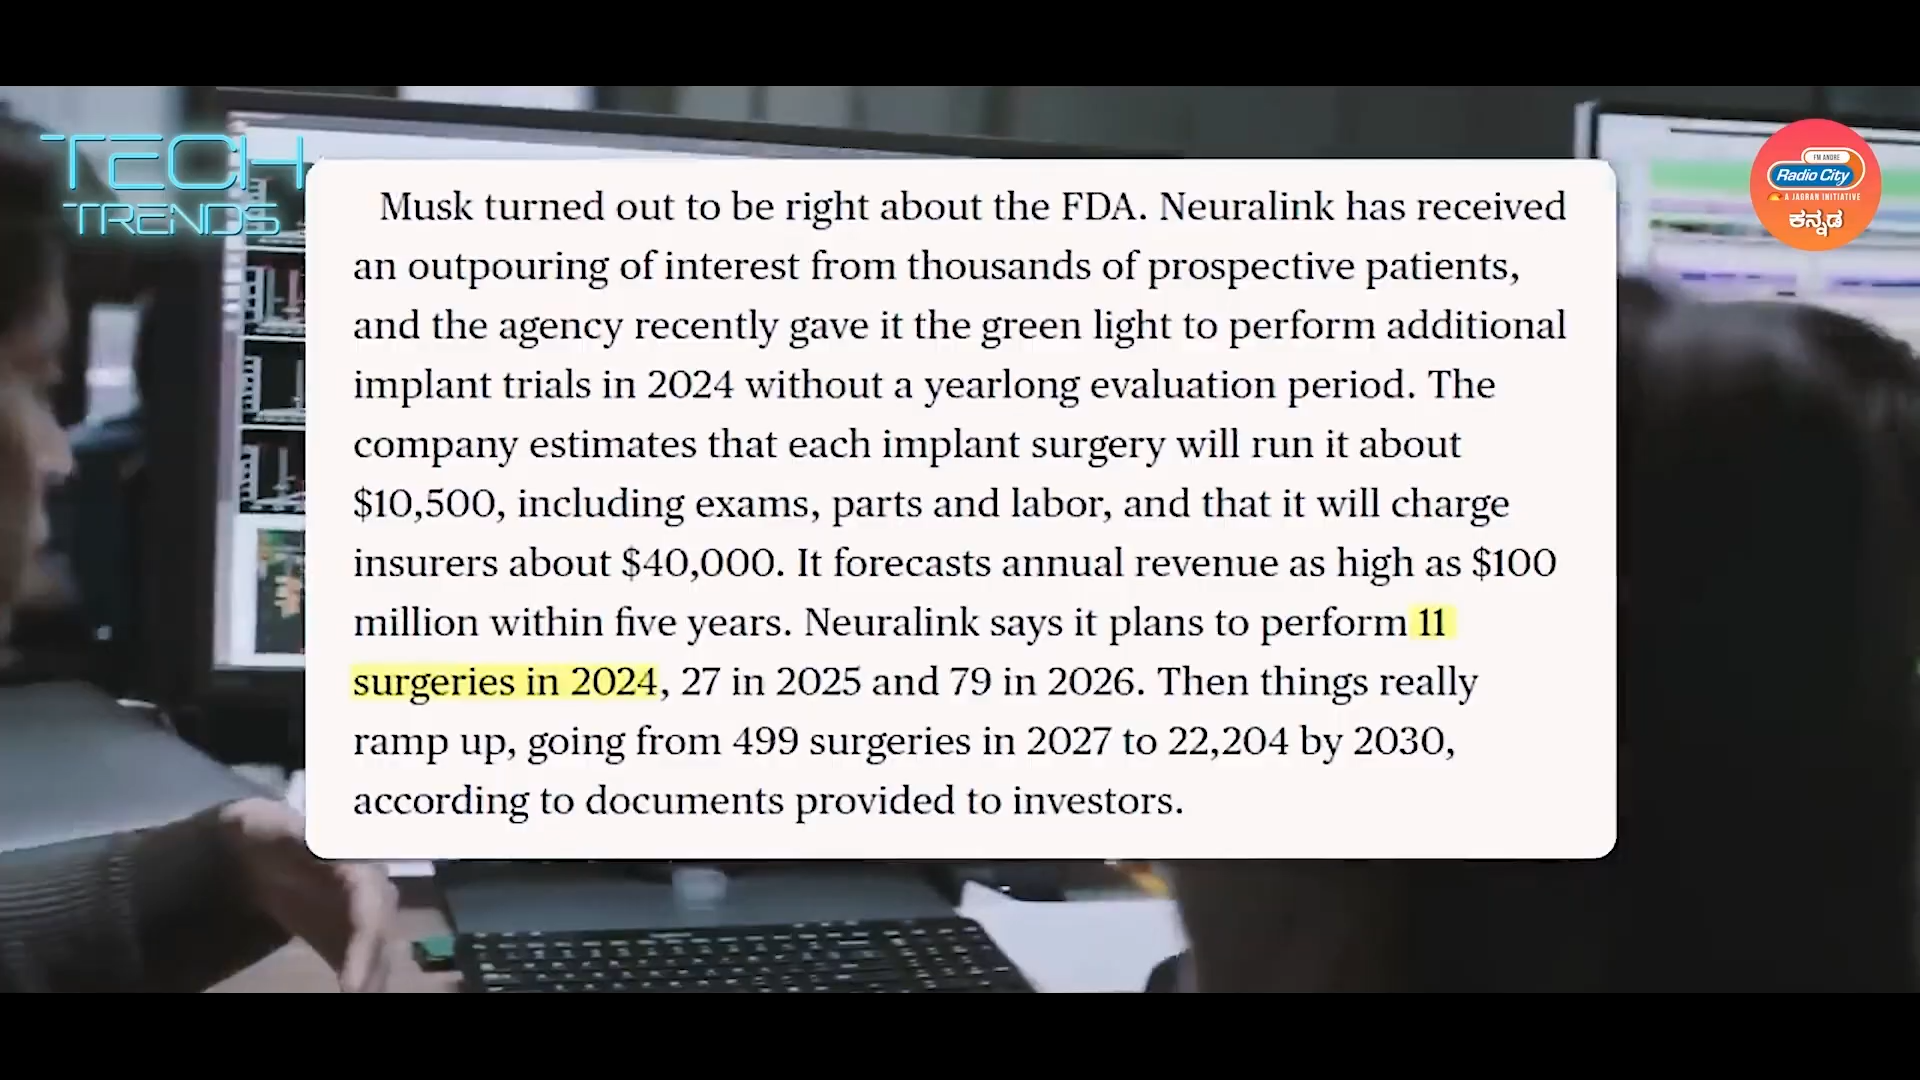 TECH
TRENDS
FM ANDRE
Radio City
A JAGRAN INITIATIVE
ಕನ್ನಡ
Musk turned out to be right about the FDA. Neuralink has received
an outpouring of interest from thousands of prospective patients,
and the agency recently gave it the green light to perform additional
implant trials in 2024 without a yearlong evaluation period. The
company estimates that each implant surgery will run it about
$10,500, including exams, parts and labor, and that it will charge
insurers about $40,000. It forecasts annual revenue as high as $100
million within five years. Neuralink says it plans to perform 11
surgeries in 2024, 27 in 2025 and 79 in 2026. Then things really
ramp up, going from 499 surgeries in 2027 to 22,204 by 2030,
according to documents provided to investors.